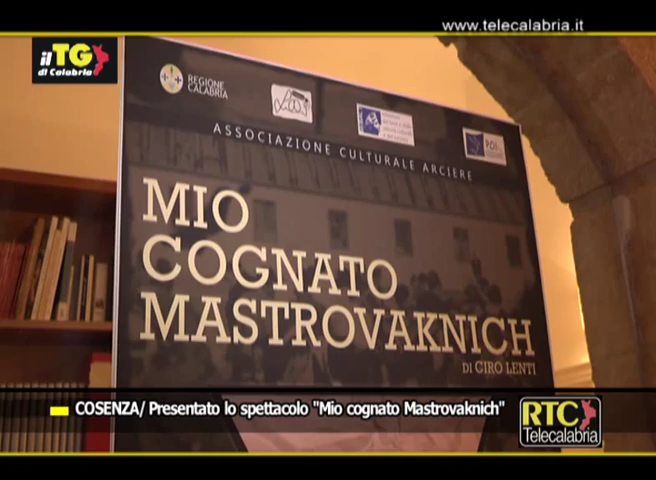 www.telecalabria.it
il TG
di Calabria
REGIONE
CALABRIA
POIn
ASSOCIAZIONE CULTURALE ARCIERE
MIO
COGNATO
MASTROVAKNICH
DI CIRO LENTI
COSENZA/ Presentato lo spettacolo "Mio cognato Mastrovaknich"
RTC
Telecalabria